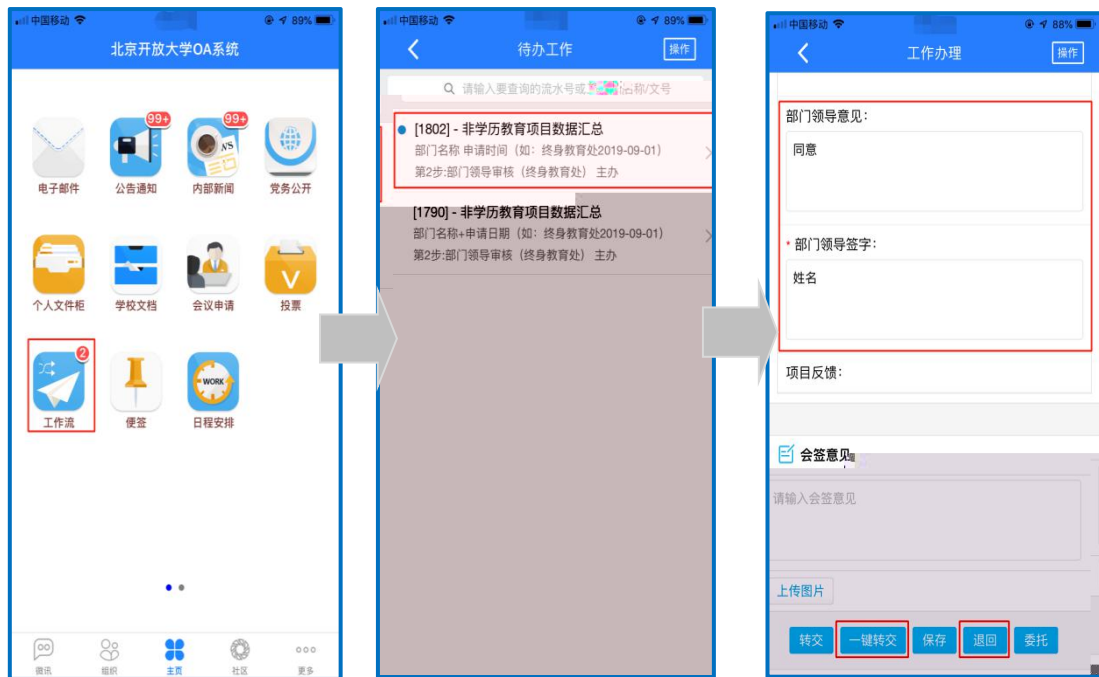 中国移动
89%
北京开放大学OA系统
99+
99+
NS
电子邮件
公告通知
内部新闻
党务公开
个人文件柜
学校文档
会议申请
投票
2
WORK
工作流
便签
日程安排
微讯
组织
主页
社区
更多
中国移动
89%
待办工作
操作
请输入要查询的流水号或
名称/文号
[1802] - 非学历教育项目数据汇总
部门名称 申请时间（如：终身教育处2019-09-01）
第2步:部门领导审核（终身教育处） 主办
[1790] - 非学历教育项目数据汇总
部门名称+申请日期（如：终身教育处2019-09-01）
第2步:部门领导审核（终身教育处） 主办
中国移动
88%
工作办理
操作
部门领导意见：
同意
* 部门领导签字：
姓名
项目反馈：
会签意见
请输入会签意见
上传图片
转交
一键转交
保存
退回
委托